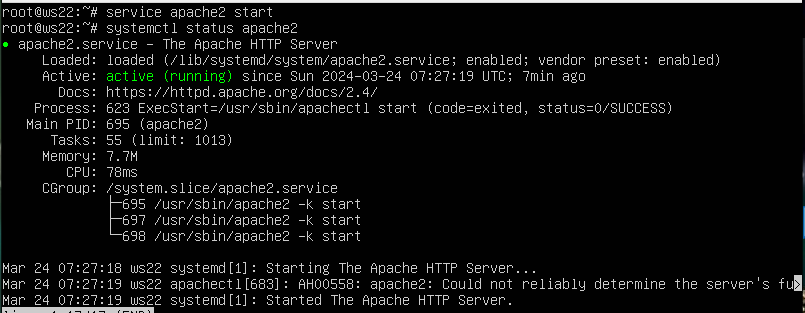 root@ws22:~# service apache2 start
root@ws22:~# systemctl status apache2
● apache2.service - The Apache HTTP Server
Loaded: loaded (/lib/systemd/system/apache2.service; enabled; vendor preset: enabled)
Active: active (running) since Sun 2024-03-24 07:27:19 UTC; 7min ago
Docs: https://httpd.apache.org/docs/2.4/
Process: 623 ExecStart=/usr/sbin/apachectl start (code=exited, status=0/SUCCESS)
Main PID: 695 (apache2)
Tasks: 55 (limit: 1013)
Memory: 7.7M
CPU: 78ms
CGroup: /system.slice/apache2.service
├─695 /usr/sbin/apache2 -k start
├─697 /usr/sbin/apache2 -k start
└─698 /usr/sbin/apache2 -k start
Mar 24 07:27:18 ws22 systemd[1]: Starting The Apache HTTP Server...
Mar 24 07:27:19 ws22 apachectl[683]: AH00558: apache2: Could not reliably determine the server's fu>
Mar 24 07:27:19 ws22 systemd[1]: Started The Apache HTTP Server.